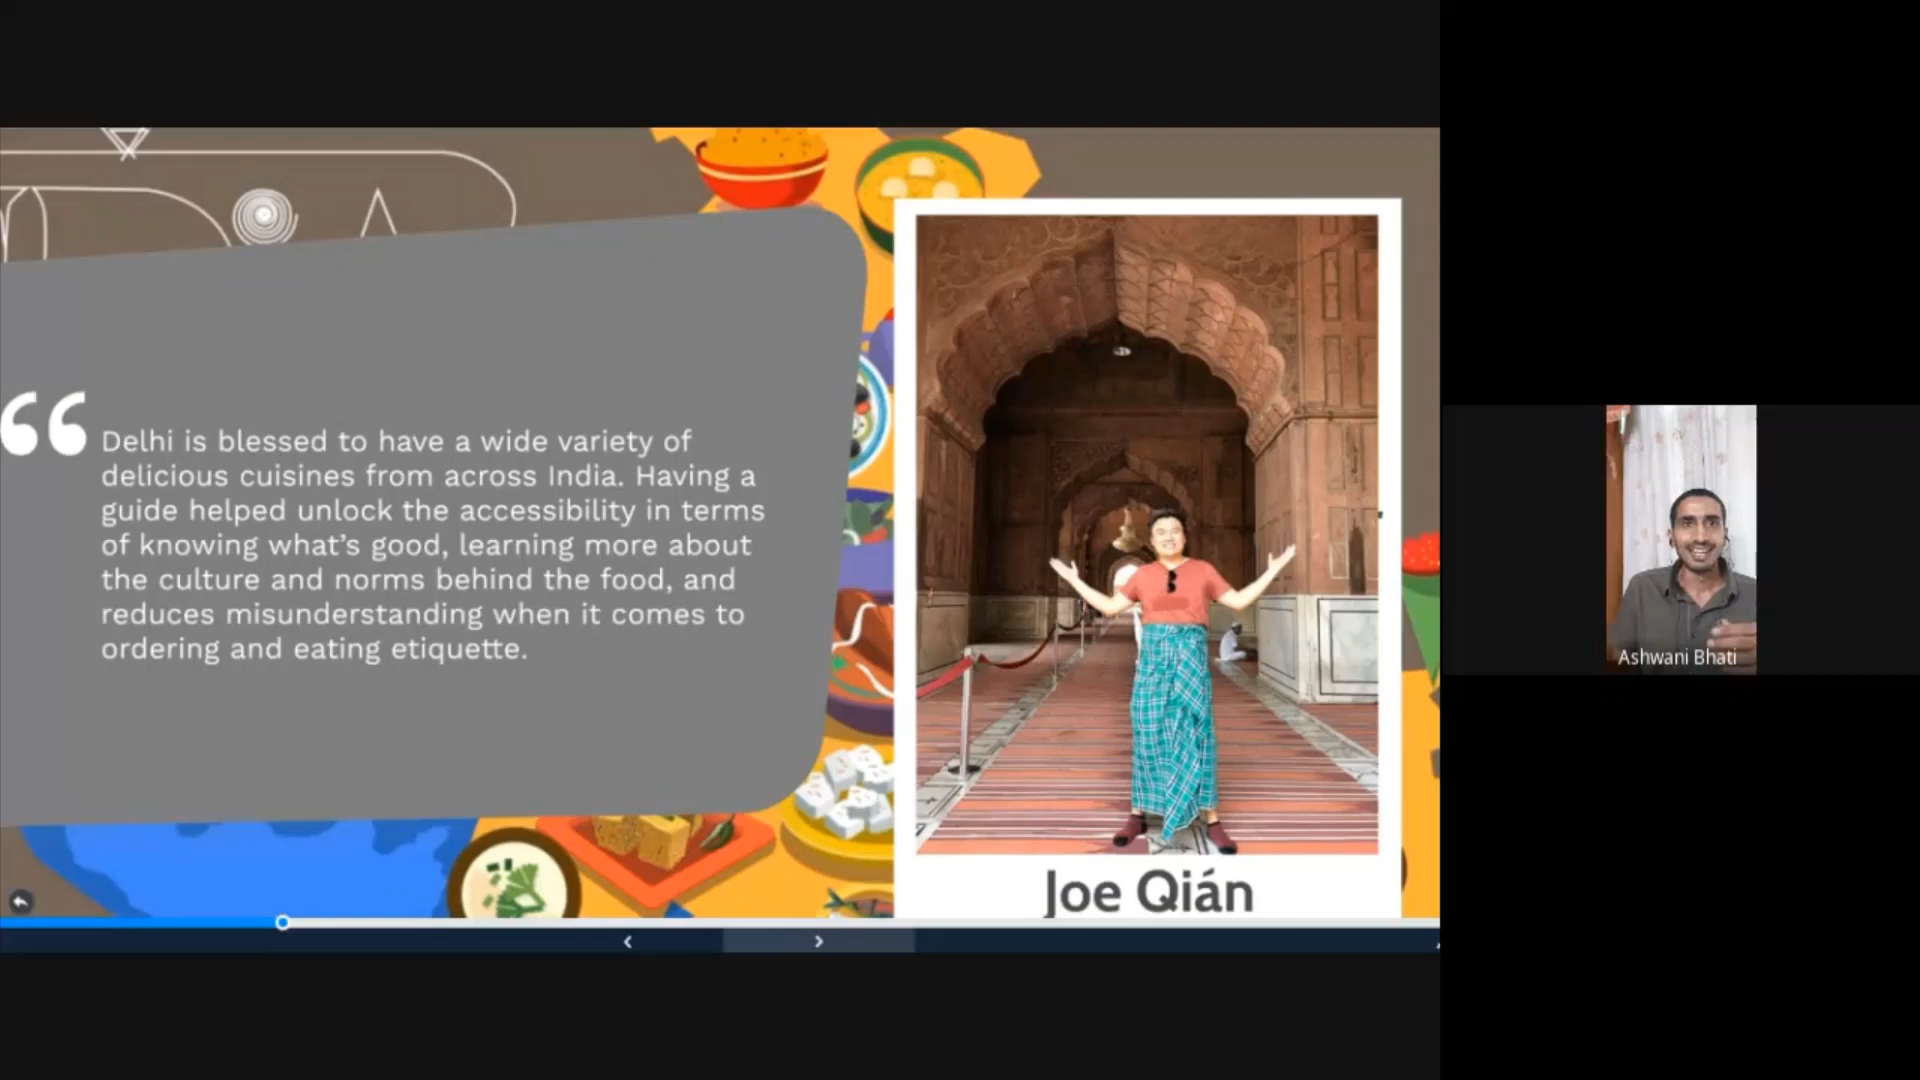 “
Delhi is blessed to have a wide variety of
delicious cuisines from across India. Having a
guide helped unlock the accessibility in terms
of knowing what’s good, learning more about
the culture and norms behind the food, and
reduces misunderstanding when it comes to
ordering and eating etiquette.
Joe Qián
Ashwani Bhati